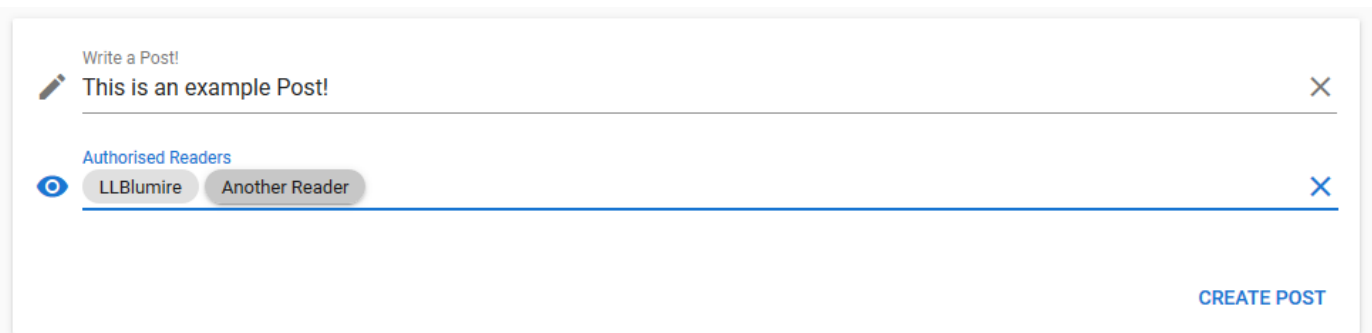 Write a Post!
This is an example Post!
Authorised Readers
LLBlumire Another Reader
CREATE POST